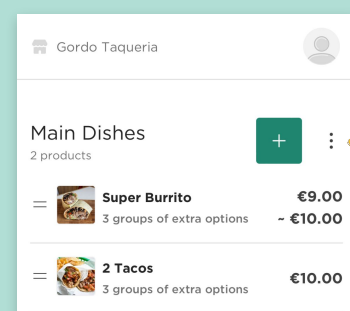 Gordo Taqueria
Main Dishes
2 products
+
Super Burrito
€9.00
3 groups of extra options
~ €10.00
2 Tacos
€10.00
3 groups of extra options